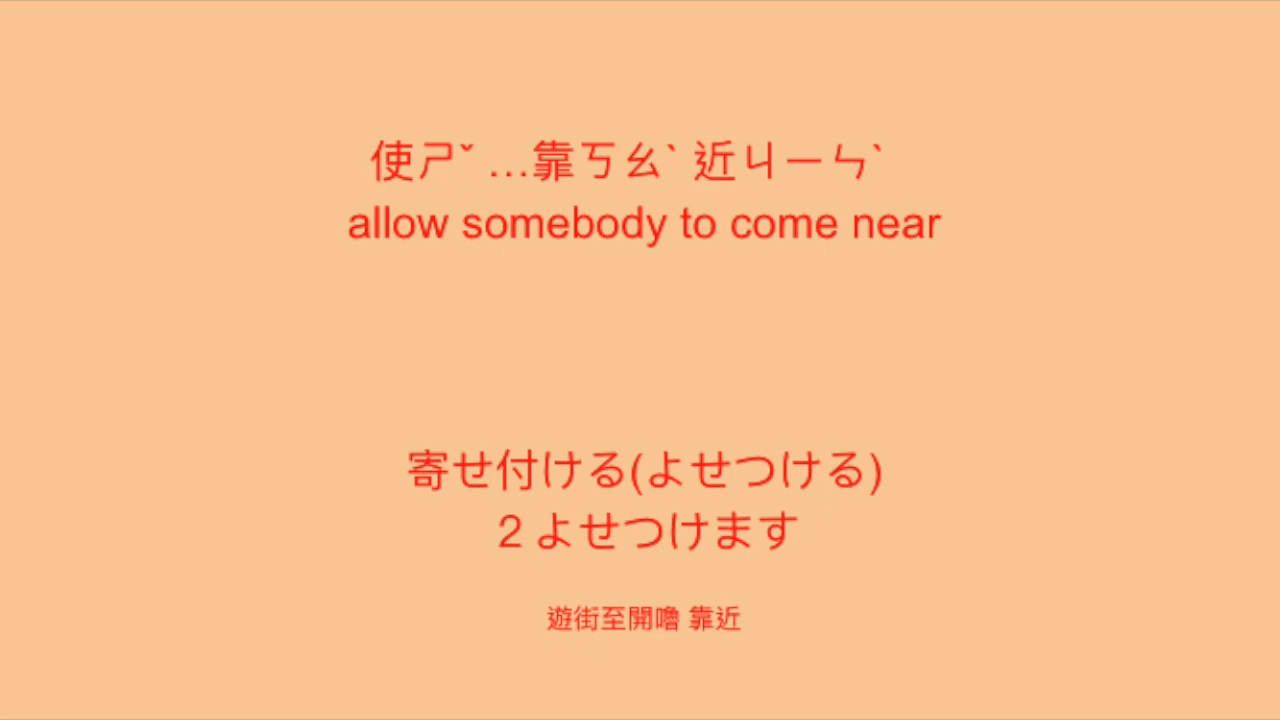 使ㄕˇ …靠ㄎㄠˋ 近ㄐㄧㄣˋ
allow somebody to come near
寄せ付ける(よせつける)
2 よせつけます
遊街至開嚕 靠近